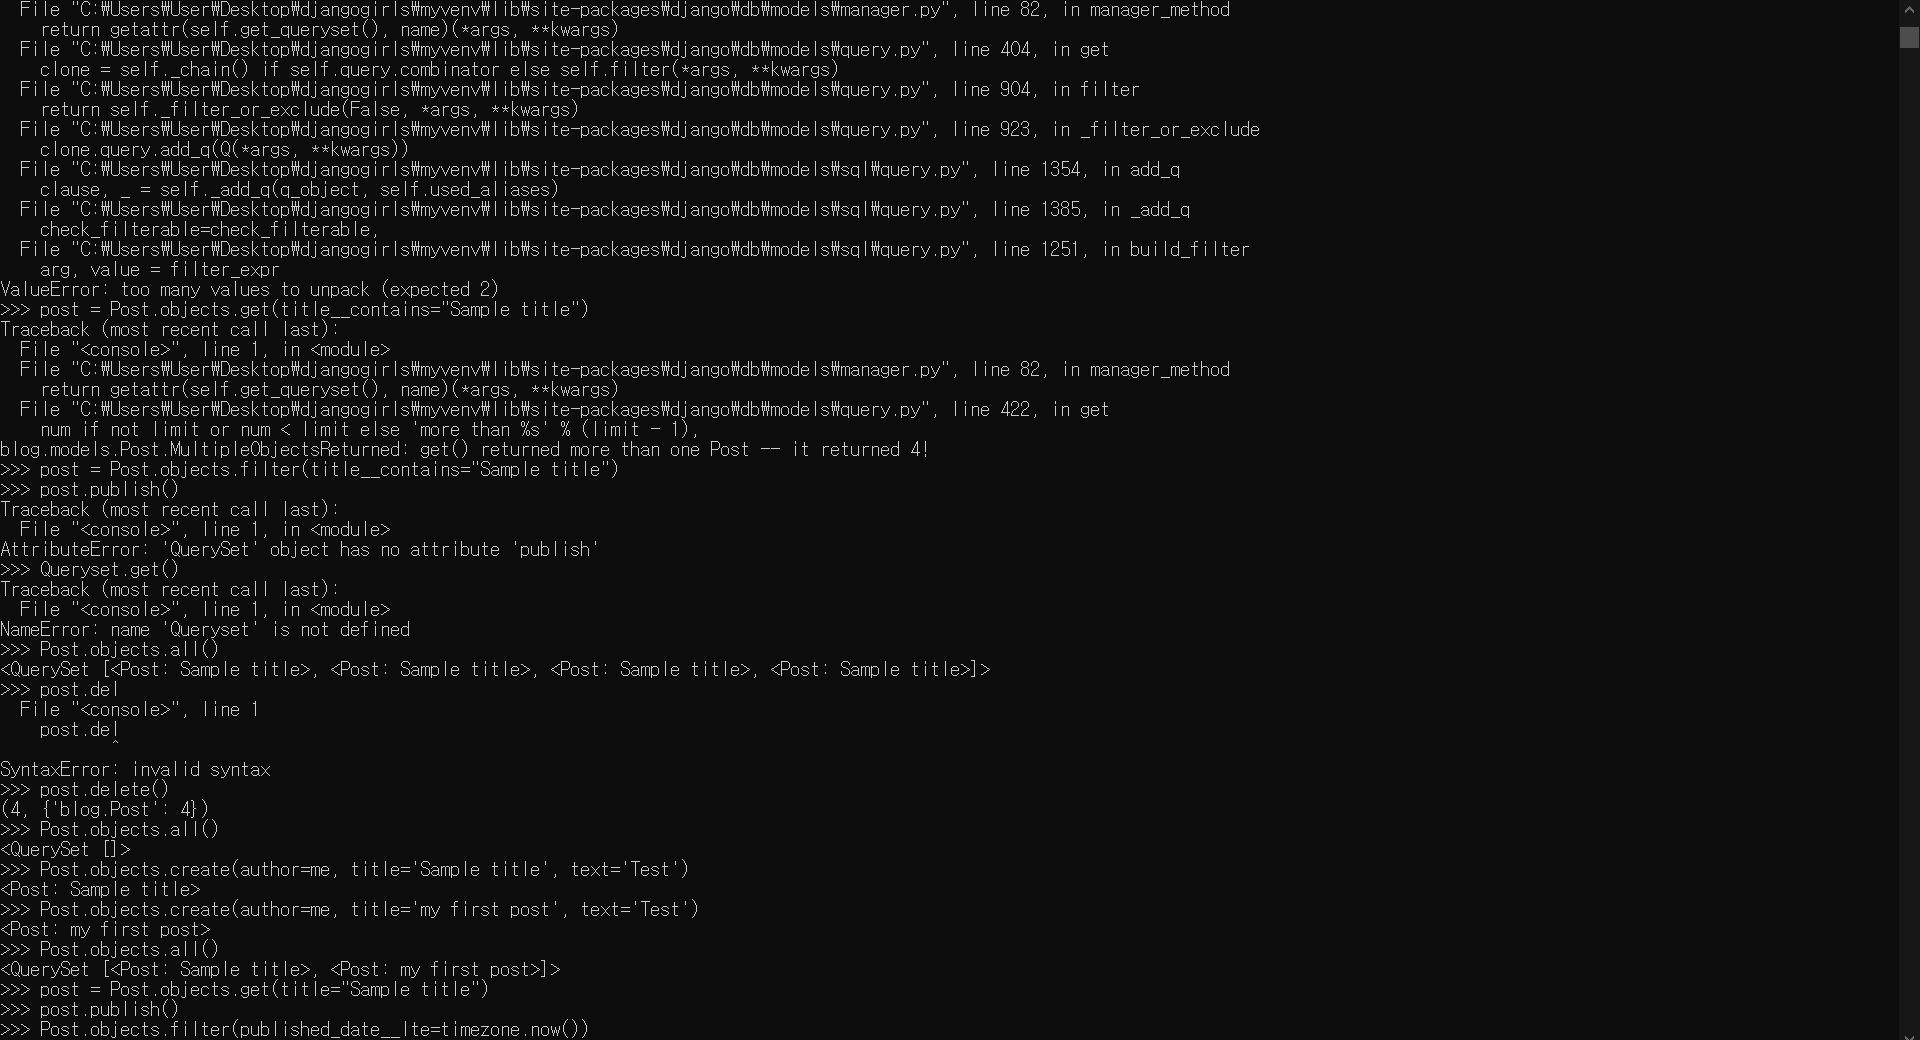 File "C:₩Users₩User₩Desktop₩djangogirls₩myvenv₩lib₩site-packages₩django₩db₩models₩manager.py", line 82, in manager_method
    return getattr(self.get_queryset(), name)(*args, **kwargs)
  File "C:₩Users₩User₩Desktop₩djangogirls₩myvenv₩lib₩site-packages₩django₩db₩models₩query.py", line 404, in get
    clone = self._chain() if self.query.combinator else self.filter(*args, **kwargs)
  File "C:₩Users₩User₩Desktop₩djangogirls₩myvenv₩lib₩site-packages₩django₩db₩models₩query.py", line 904, in filter
    return self._filter_or_exclude(False, *args, **kwargs)
  File "C:₩Users₩User₩Desktop₩djangogirls₩myvenv₩lib₩site-packages₩django₩db₩models₩query.py", line 923, in _filter_or_exclude
    clone.query.add_q(Q(*args, **kwargs))
  File "C:₩Users₩User₩Desktop₩djangogirls₩myvenv₩lib₩site-packages₩django₩db₩models₩sql₩query.py", line 1354, in add_q
    clause, _ = self._add_q(q_object, self.used_aliases)
  File "C:₩Users₩User₩Desktop₩djangogirls₩myvenv₩lib₩site-packages₩django₩db₩models₩sql₩query.py", line 1385, in _add_q
    check_filterable=check_filterable,
  File "C:₩Users₩User₩Desktop₩djangogirls₩myvenv₩lib₩site-packages₩django₩db₩models₩sql₩query.py", line 1251, in build_filter
    arg, value = filter_expr
ValueError: too many values to unpack (expected 2)
>>> post = Post.objects.get(title__contains="Sample title")
Traceback (most recent call last):
  File "<console>", line 1, in <module>
  File "C:₩Users₩User₩Desktop₩djangogirls₩myvenv₩lib₩site-packages₩django₩db₩models₩manager.py", line 82, in manager_method
    return getattr(self.get_queryset(), name)(*args, **kwargs)
  File "C:₩Users₩User₩Desktop₩djangogirls₩myvenv₩lib₩site-packages₩django₩db₩models₩query.py", line 422, in get
    num if not limit or num < limit else 'more than %s' % (limit - 1),
blog.models.Post.MultipleObjectsReturned: get() returned more than one Post -- it returned 4!
>>> post = Post.objects.filter(title__contains="Sample title")
>>> post.publish()
Traceback (most recent call last):
  File "<console>", line 1, in <module>
AttributeError: 'QuerySet' object has no attribute 'publish'
>>> Queryset.get()
Traceback (most recent call last):
  File "<console>", line 1, in <module>
NameError: name 'Queryset' is not defined
>>> Post.objects.all()
<QuerySet [<Post: Sample title>, <Post: Sample title>, <Post: Sample title>, <Post: Sample title>]>
>>> post.del
  File "<console>", line 1
    post.del
           ^
SyntaxError: invalid syntax
>>> post.delete()
(4, {'blog.Post': 4})
>>> Post.objects.all()
<QuerySet []>
>>> Post.objects.create(author=me, title='Sample title', text='Test')
<Post: Sample title>
>>> Post.objects.create(author=me, title='my first post', text='Test')
<Post: my first post>
>>> Post.objects.all()
<QuerySet [<Post: Sample title>, <Post: my first post>]>
>>> post = Post.objects.get(title="Sample title")
>>> post.publish()
>>> Post.objects.filter(published_date__lte=timezone.now())